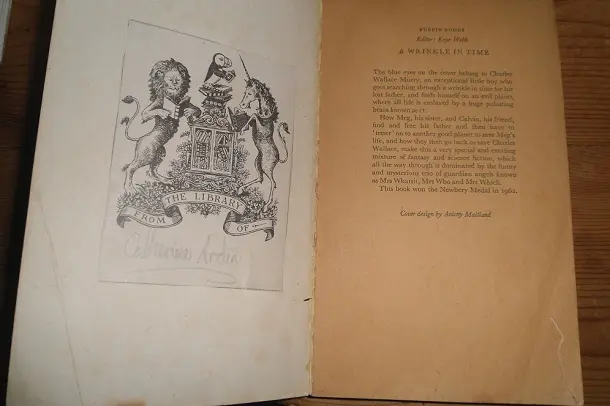 FROM THE LIBRARY OF
Catherine
PUFFIN BOOKS
Editor: Kaye Webb
A WRINKLE IN TIME
The blue eyes on the cover belong to Charles
Wallace Murry, an exceptional little boy who
goes searching through a wrinkle in time for his
lost father, and finds himself on an evil planet,
where all life is enslaved by a huge pulsating
brain known as IT.
How Meg, his sister, and Calvin, his friend,
find and free his father and then have to
'tesser' on to another good planet to save Meg's
life, and how they then go back to save Charles
Wallace, make this a very special and exciting
mixture of fantasy and science fiction, which
all the way through is dominated by the funny
and mysterious trio of guardian angels known
as Mrs Whatsit, Mrs Who and Mrs Which.
This book won the Newbery Medal in 1962.
Cover design by Antony Maitland